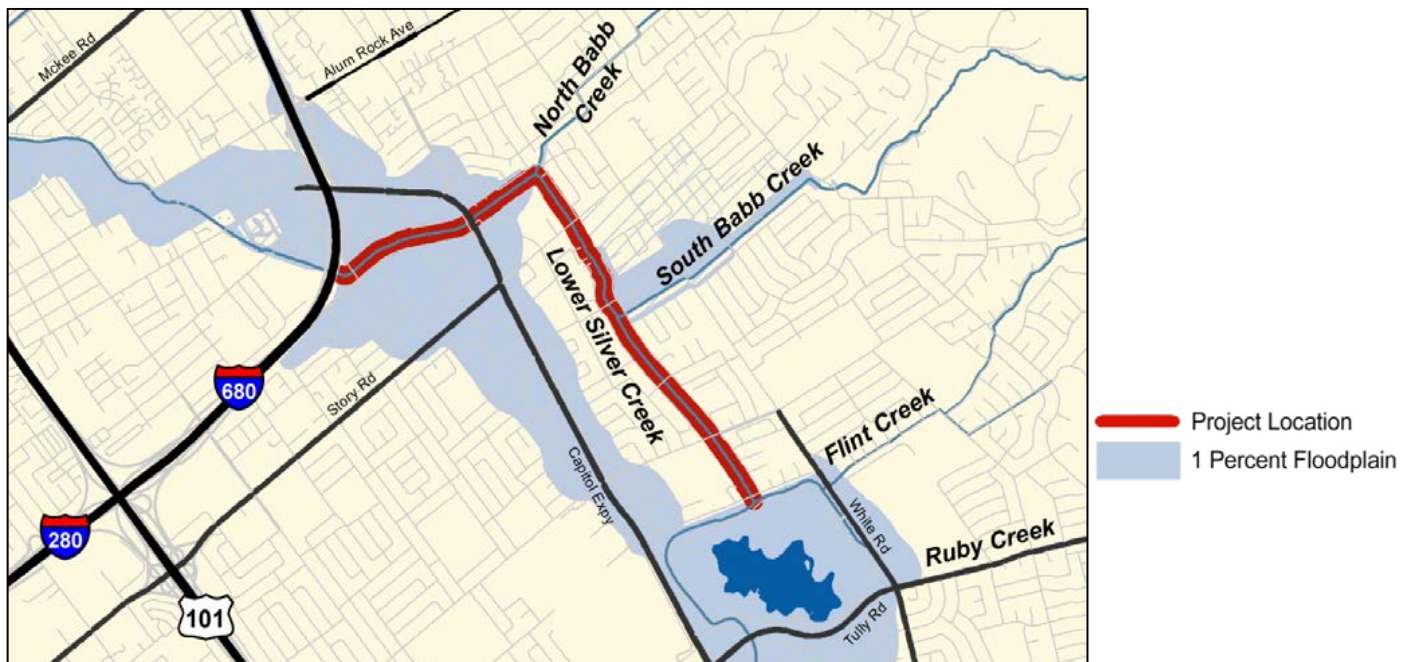 Mckee Rd
Alum Rock Ave
North Babb
Creek
South Babb Creek
Lower Silver Creek
680
Story Rd
Flint Creek
Capitol Expy
White Rd
280
Ruby Creek
101
Tully Rd
Project Location
1 Percent Floodplain